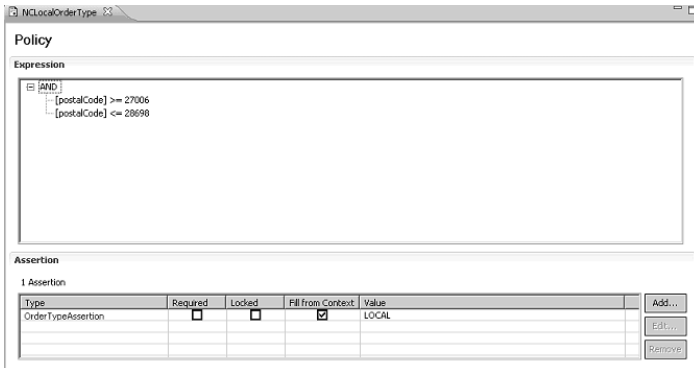 NCLocalOrderType
Policy
Expression
AND
[postalCode] >= 27006
[postalCode] <= 28698
Assertion
1 Assertion
Type Required Locked Fill from Context Value
OrderTypeAssertion LOCAL
Add...
Edit...
Remove